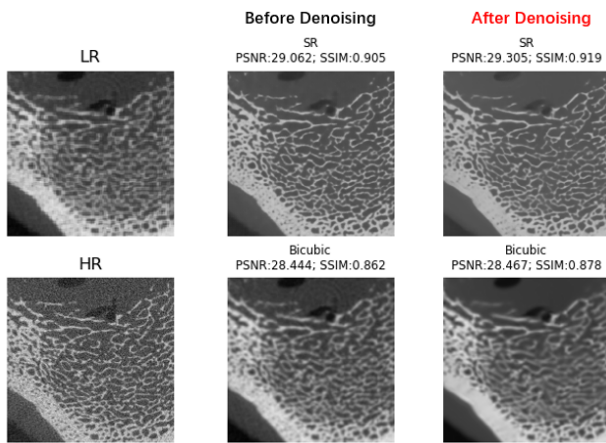 Before Denoising
After Denoising
LR
SR
PSNR:29.062; SSIM:0.905
SR
PSNR:29.305; SSIM:0.919
HR
Bicubic
PSNR:28.444; SSIM:0.862
Bicubic
PSNR:28.467; SSIM:0.878